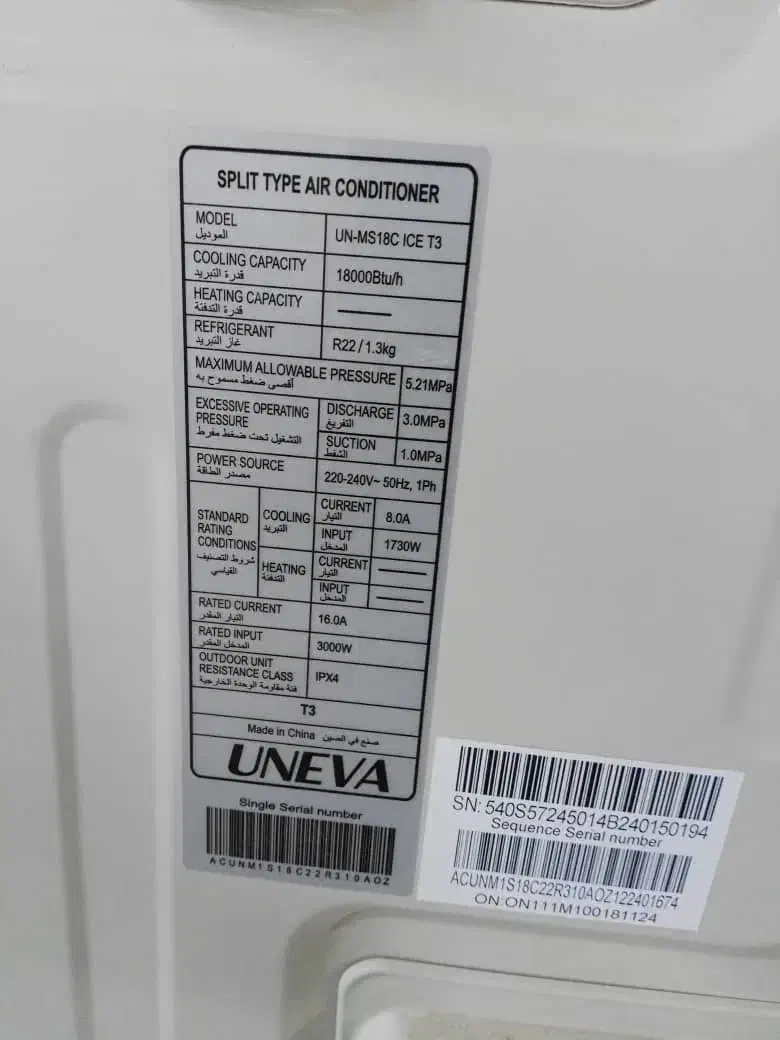 SPLIT TYPE AIR CONDITIONER
MODEL
الموديل
UN-MS18C ICE T3
COOLING CAPACITY
قدرة التبريد
18000Btu/h
HEATING CAPACITY
قدرة التدفئة
REFRIGERANT
غاز التبريد
R22 / 1.3kg
MAXIMUM ALLOWABLE PRESSURE
أقصى ضغط مسموح به
5.21MPa
EXCESSIVE OPERATING
PRESSURE
التشغيل تحت ضغط مفرط
DISCHARGE
التفريغ
3.0MPa
SUCTION
الشفط
1.0MPa
POWER SOURCE
مصدر الطاقة
220-240V~ 50Hz, 1Ph
STANDARD
RATING
CONDITIONS
شروط التصنيف
القياسي
COOLING
التبريد
CURRENT
التيار
8.0A
INPUT
المدخل
1730W
HEATING
التدفئة
CURRENT
التيار
INPUT
المدخل
RATED CURRENT
التيار المقدر
16.0A
RATED INPUT
المدخل المقدر
3000W
OUTDOOR UNIT
RESISTANCE CLASS
فئة مقاومة الوحدة الخارجية
IPX4
T3
Made in China صنع في الصين
UNEVA
Single Serial number
ACUNM1S18C22R310AOZ
SN: 540S57245014B240150194
Sequence Serial number
ACUNM1S18C22R310AOZ122401674
ON:ON111M100181124